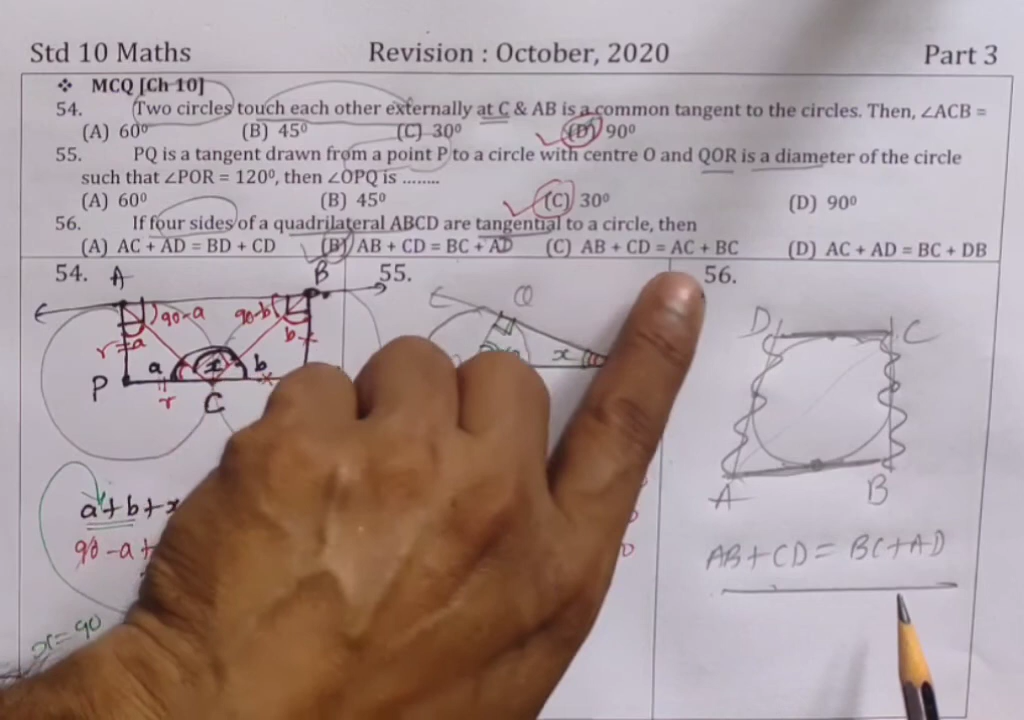 Std 10 Maths Revision : October, 2020 Part 3
❖ MCQ [Ch 10]
54. Two circles touch each other externally at C & AB is a common tangent to the circles. Then, ∠ACB =
(A) 60⁰ (B) 45⁰ (C) 30⁰ (D) 90⁰
55. PQ is a tangent drawn from a point P to a circle with centre O and QOR is a diameter of the circle
such that ∠POR = 120⁰, then ∠OPQ is ........
(A) 60⁰ (B) 45⁰ (C) 30⁰ (D) 90⁰
56. If four sides of a quadrilateral ABCD are tangential to a circle, then
(A) AC + AD = BD + CD (B) AB + CD = BC + AD (C) AB + CD = AC + BC (D) AC + AD = BC + DB
54. A B
90-a 90-b
r a b
a x b
P r C
a+b+x
90-a+
x=90
55. Q
x
56.
D C
A B
AB+CD = BC+AD